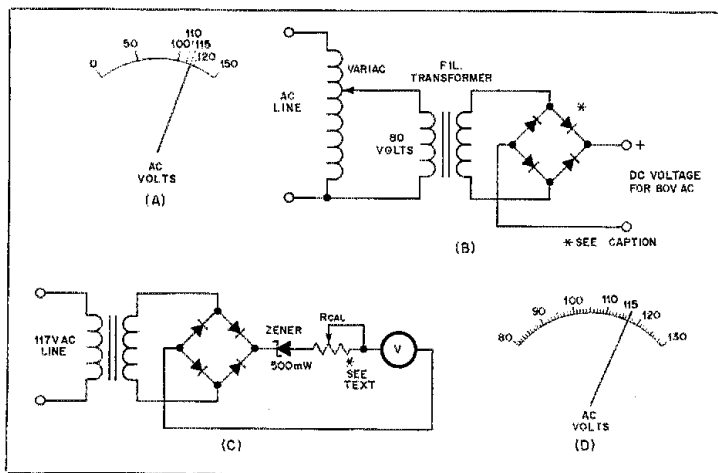 0 50 100 110 115 120 150
AC
VOLTS
(A)
AC
LINE
VARIAC
FIL.
TRANSFORMER
80
VOLTS
*
+
DC VOLTAGE
FOR 80V AC
* SEE CAPTION
(B)
117V AC
LINE
ZENER
500mW
RCAL
*
SEE
TEXT
V
(C)
80 90 100 110 115 120 130
AC
VOLTS
(D)